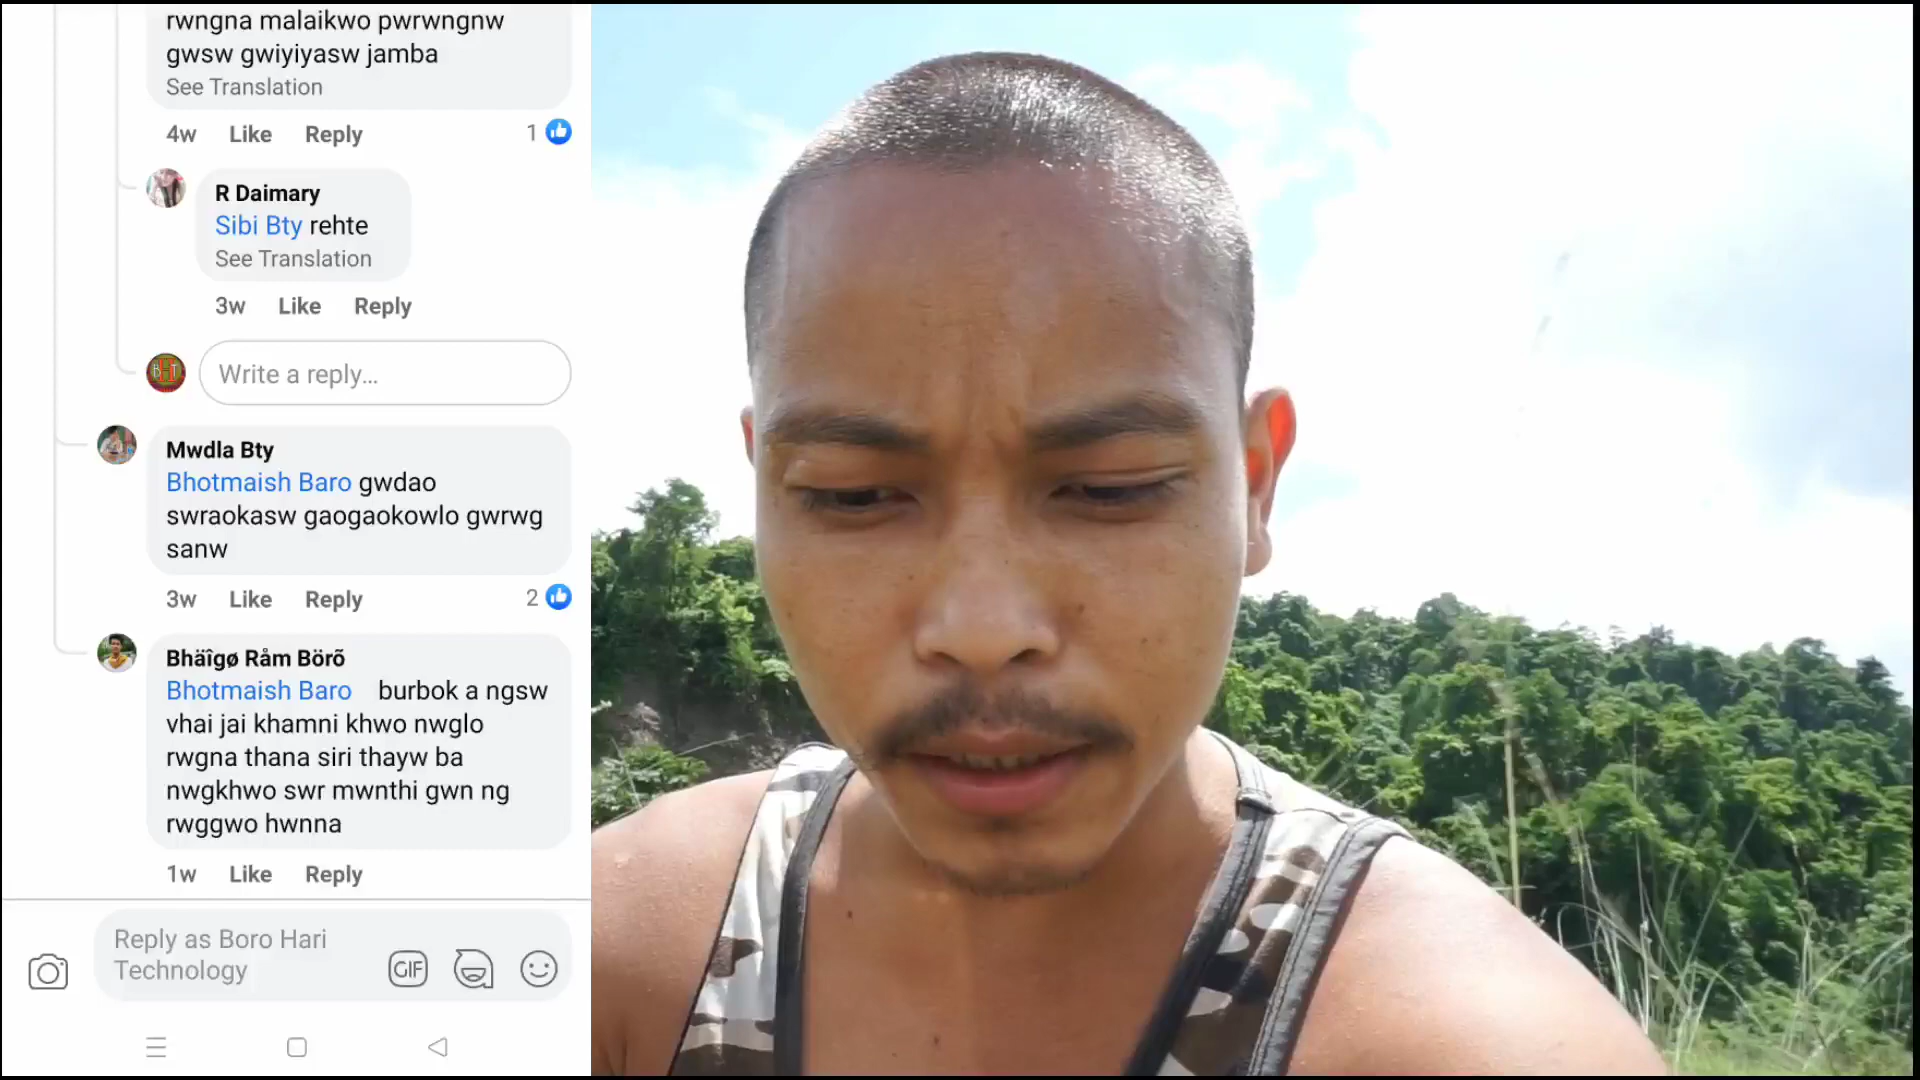 rwngna malaikwo pwrwngnw
gwsw gwiyiyasw jamba
See Translation
4w Like Reply 1
R Daimary
Sibi Bty rehte
See Translation
3w Like Reply
BHT
Write a reply...
Mwdla Bty
Bhotmaish Baro gwdao
swraokasw gaogaokowlo gwrwg
sanw
3w Like Reply 2
Bhäîgø Råm Börõ
Bhotmaish Baro burbok a ngsw
vhai jai khamni khwo nwglo
rwgna thana siri thayw ba
nwgkhwo swr mwnthi gwn ng
rwggwo hwnna
1w Like Reply
Reply as Boro Hari
Technology
GIF